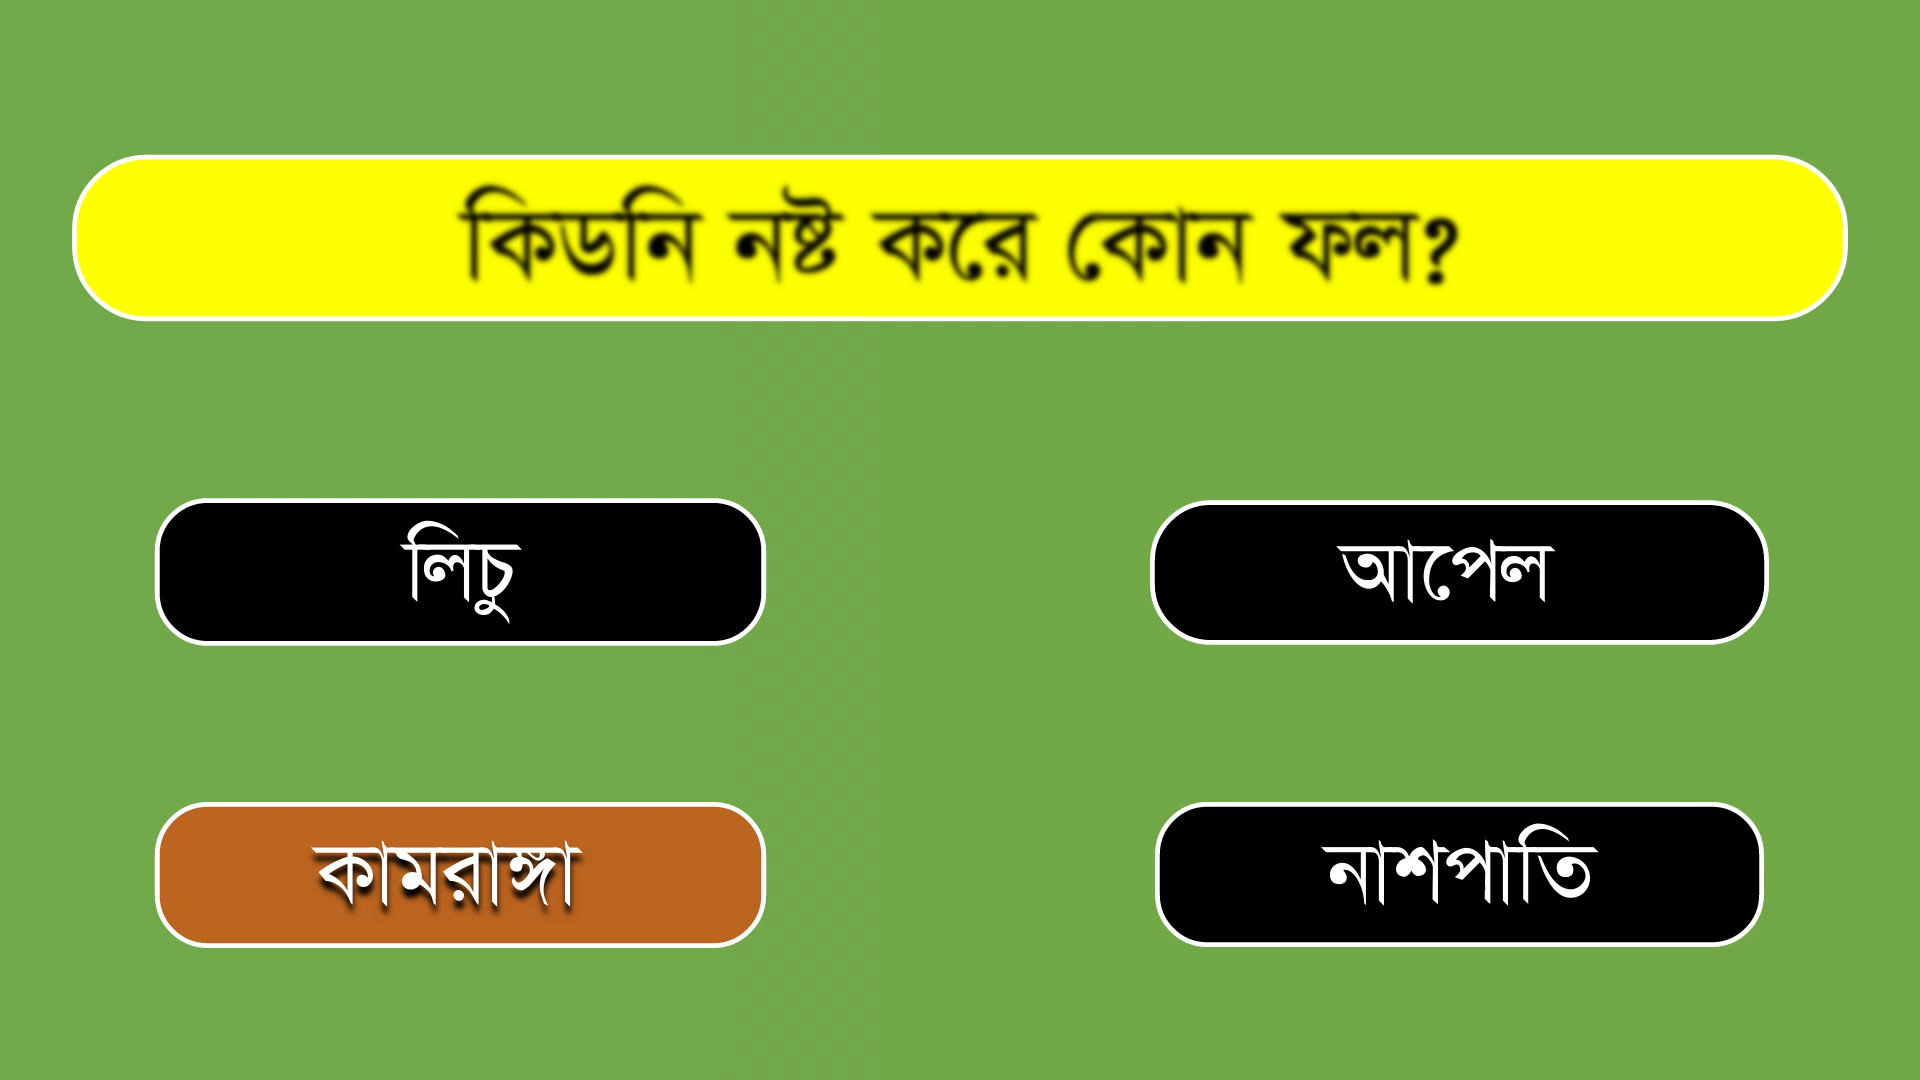 কিডনি নষ্ট করে কোন ফল?
লিচু
আপেল
কামরাঙ্গা
নাশপাতি